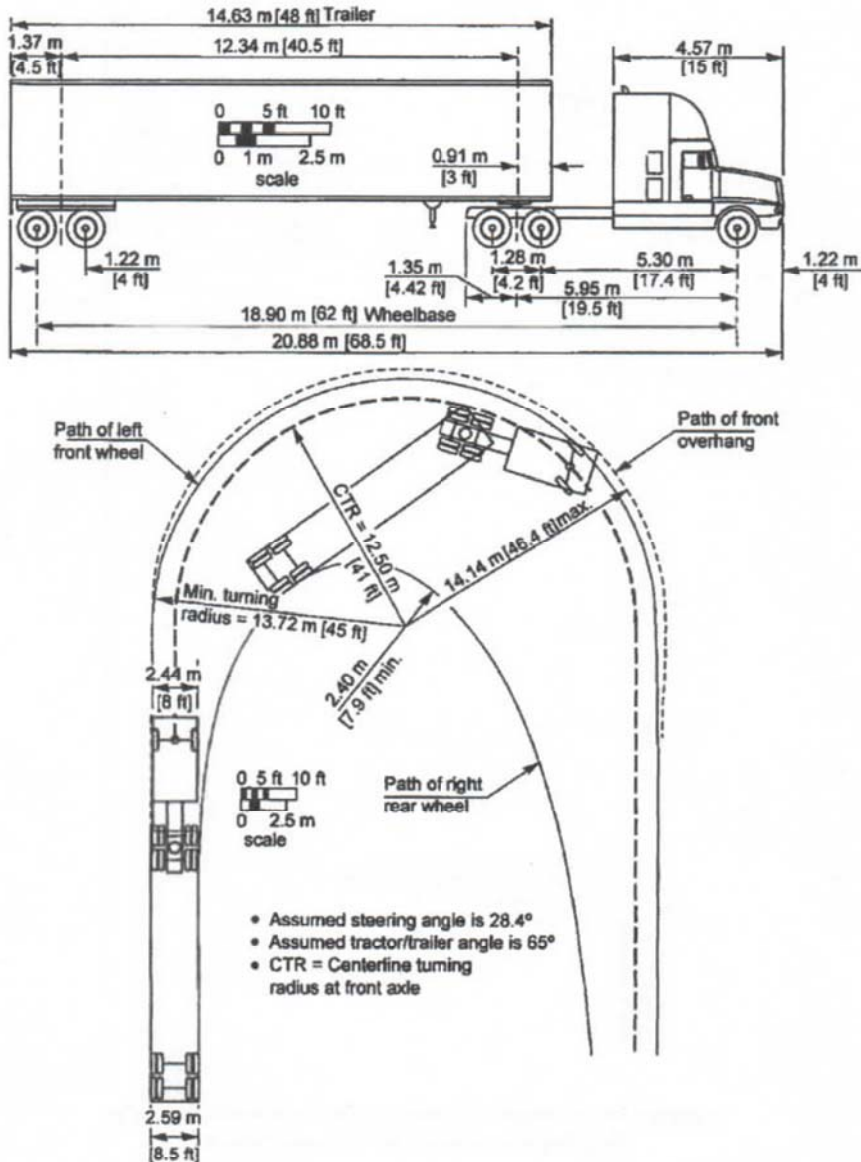 14.63 m [48 ft] Trailer
1.37 m
[4.5 ft]
12.34 m [40.5 ft]
4.57 m
[15 ft]
0 5 ft 10 ft
0 1 m 2.5 m
scale
0.91 m
[3 ft]
1.22 m
[4 ft]
1.35 m
[4.42 ft]
1.28 m
[4.2 ft]
5.30 m
[17.4 ft]
5.95 m
[19.5 ft]
1.22 m
[4 ft]
18.90 m [62 ft] Wheelbase
20.88 m [68.5 ft]
Path of left
front wheel
Path of front
overhang
CTR = 12.50 m
[41 ft]
14.14 m [46.4 ft] max.
Min. turning
radius = 13.72 m [45 ft]
2.40 m
[7.9 ft] min.
2.44 m
[8 ft]
0 5 ft 10 ft
0 2.5 m
scale
Path of right
rear wheel
• Assumed steering angle is 28.4º
• Assumed tractor/trailer angle is 65º
• CTR = Centerline turning
radius at front axle
2.59 m
[8.5 ft]